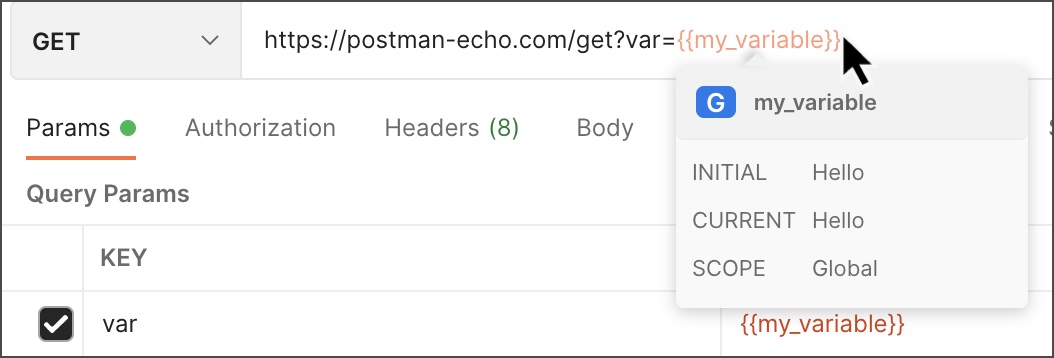 GET https://postman-echo.com/get?var={{my_variable}}
G my_variable
Params Authorization Headers (8) Body
INITIAL Hello
Query Params
CURRENT Hello
KEY
SCOPE Global
var {{my_variable}}